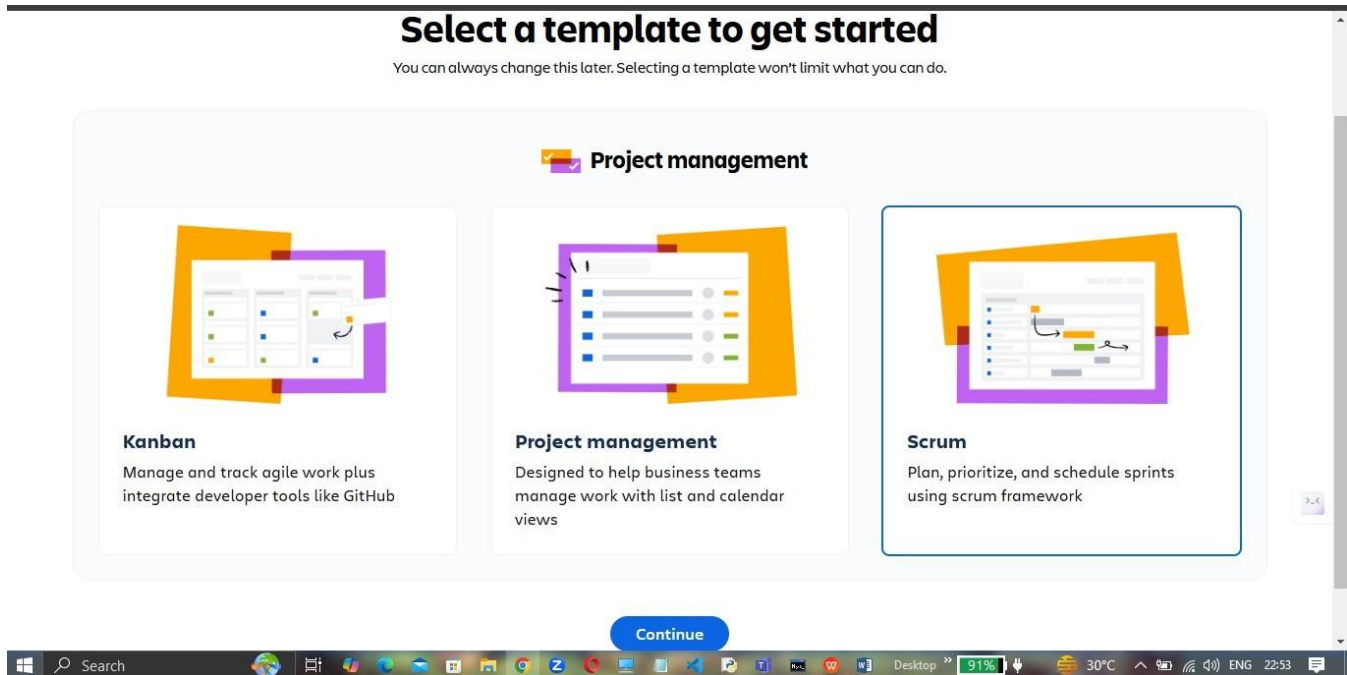 Select a template to get started
You can always change this later. Selecting a template won't limit what you can do.
Project management
Kanban
Manage and track agile work plus
integrate developer tools like GitHub
Project management
Designed to help business teams
manage work with list and calendar
views
Scrum
Plan, prioritize, and schedule sprints
using scrum framework
Continue
Search
Desktop
91%
30°C
ENG
22:53